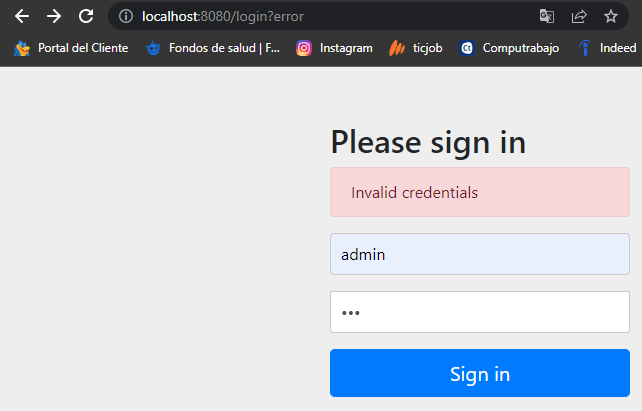 localhost:8080/login?error
Portal del Cliente Fondos de salud | F... Instagram ticjob Computrabajo Indeed
Please sign in
Invalid credentials
admin
•••
Sign in